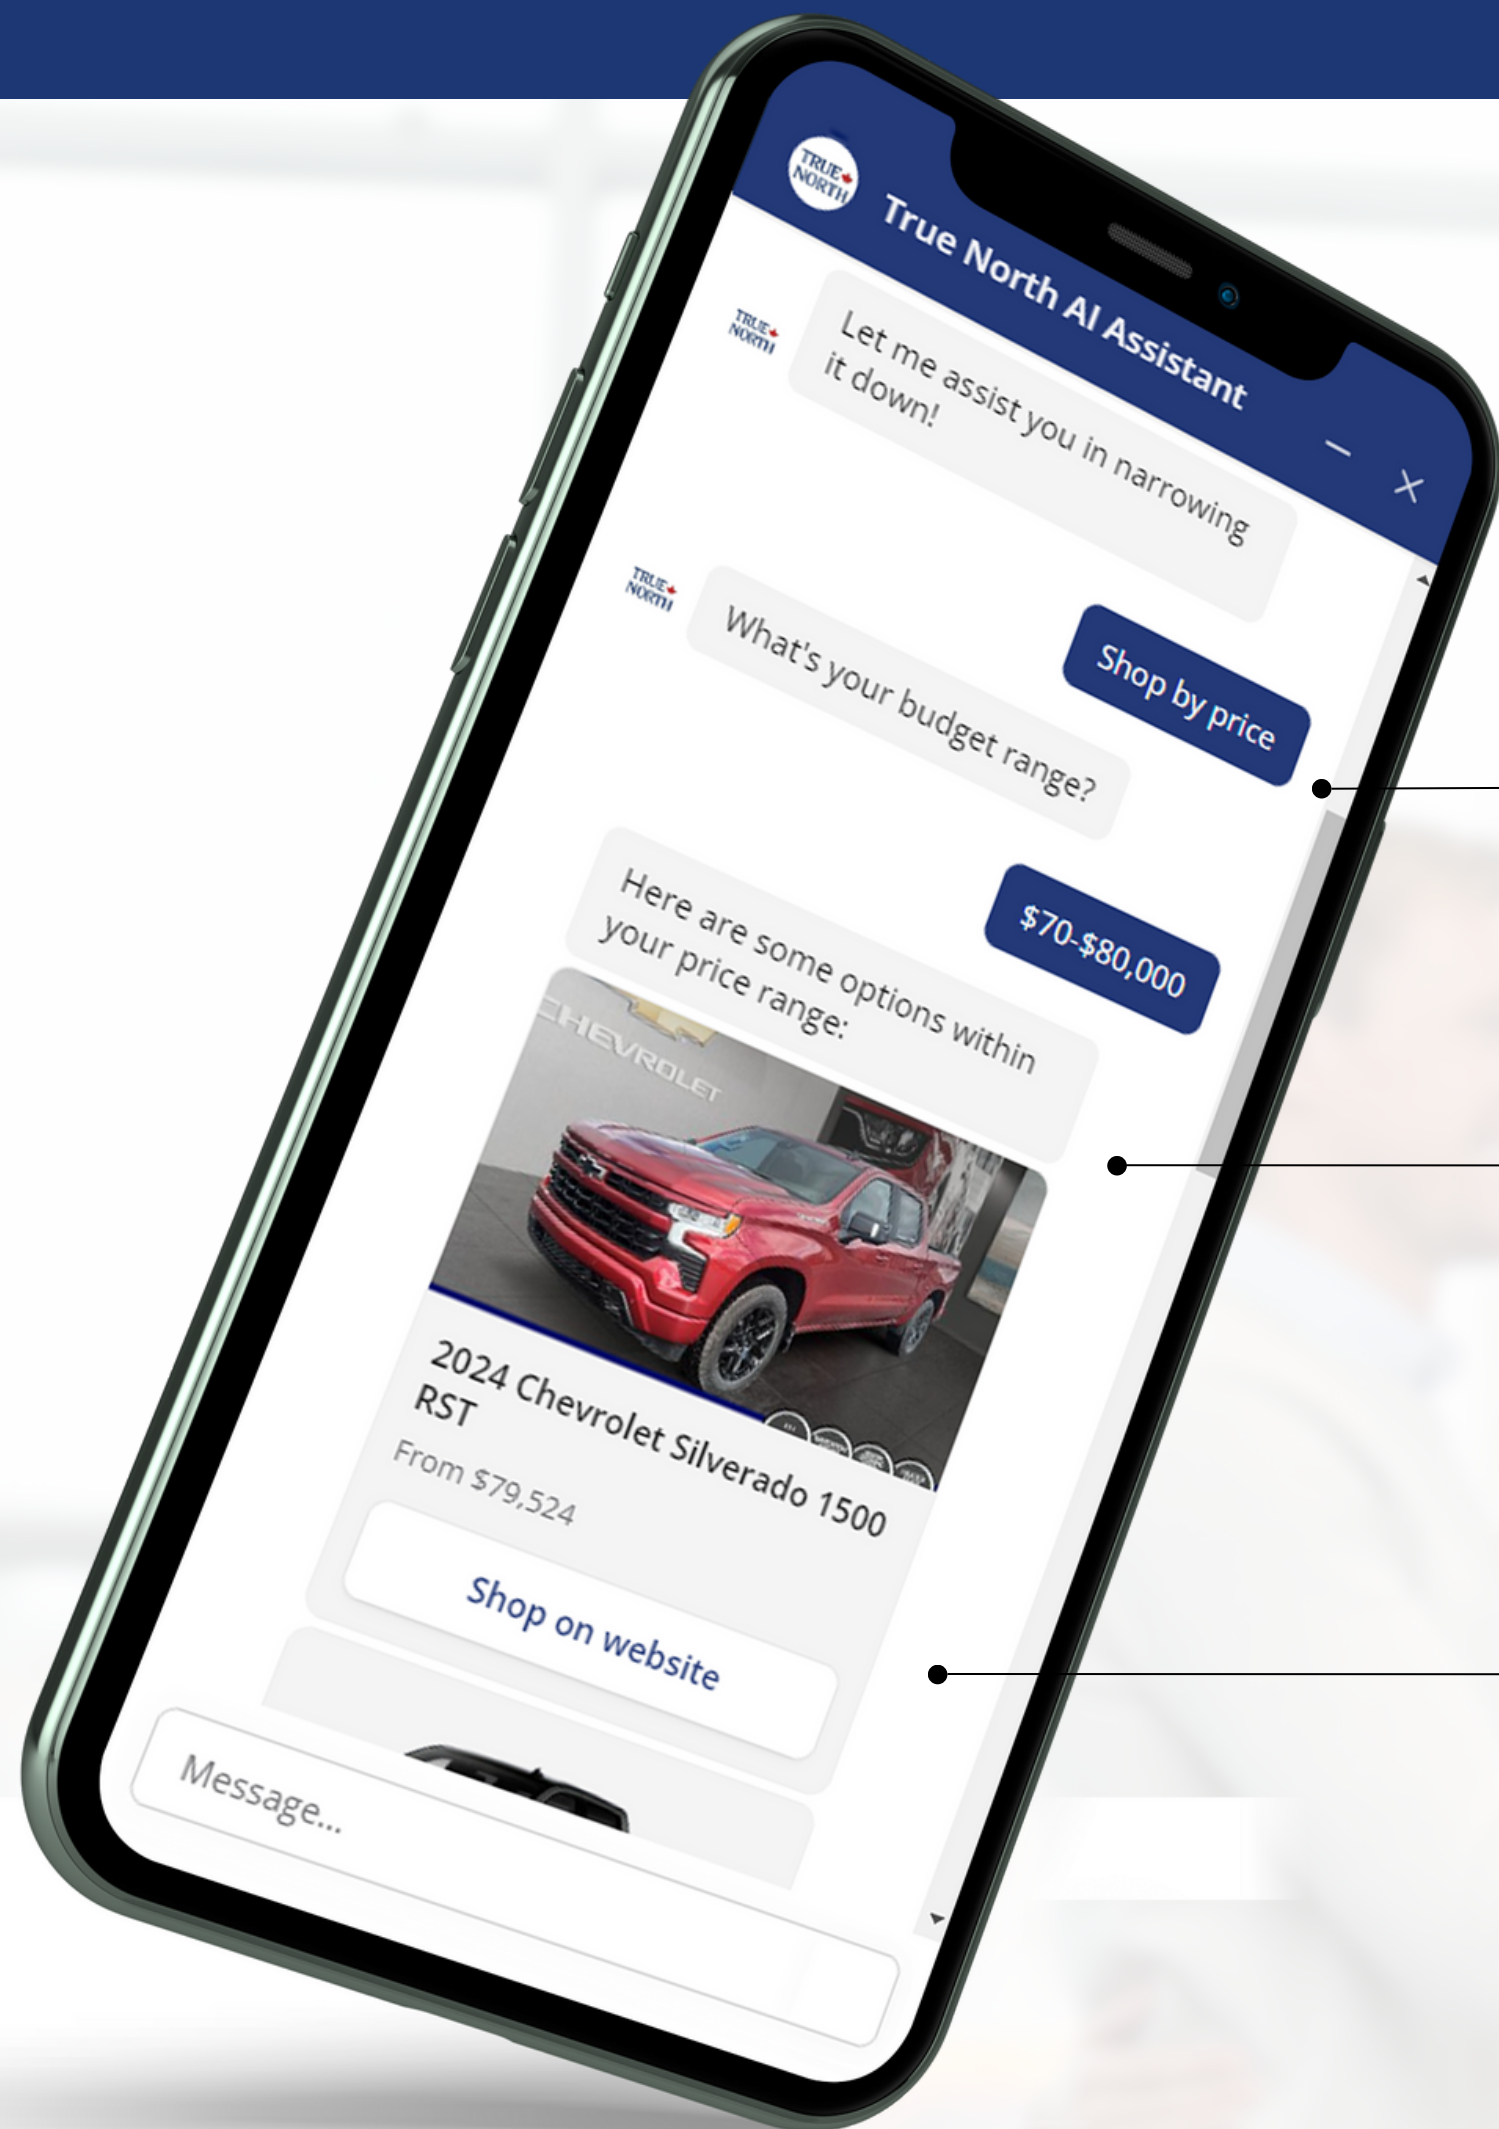 TRUE
NORTH
True North AI Assistant
TRUE
NORTH
Let me assist you in narrowing
it down!
Shop by price
TRUE
NORTH
What's your budget range?
$70-$80,000
Here are some options within
your price range:
CHEVROLET
2024 Chevrolet Silverado 1500
RST
From $79,524
Shop on website
Message...